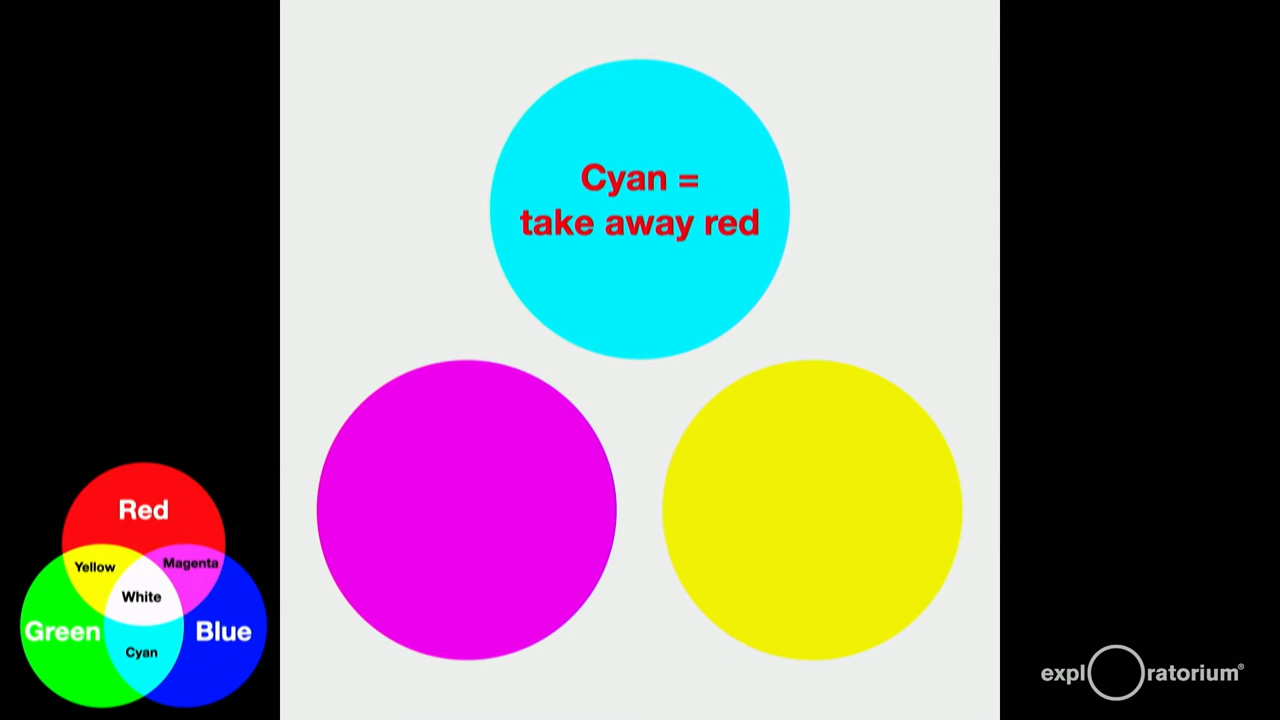 Cyan =
take away red
Red
Yellow
Magenta
White
Green
Blue
Cyan
expl ratorium®